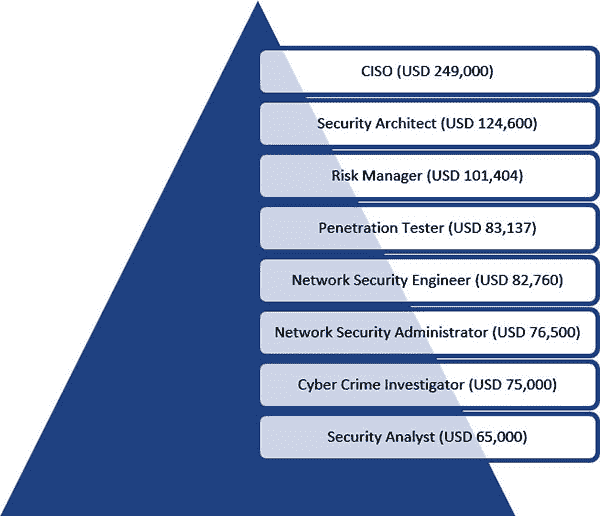 CISO (USD 249,000)
Security Architect (USD 124,600)
Risk Manager (USD 101,404)
Penetration Tester (USD 83,137)
Network Security Engineer (USD 82,760)
Network Security Administrator (USD 76,500)
Cyber Crime Investigator (USD 75,000)
Security Analyst (USD 65,000)